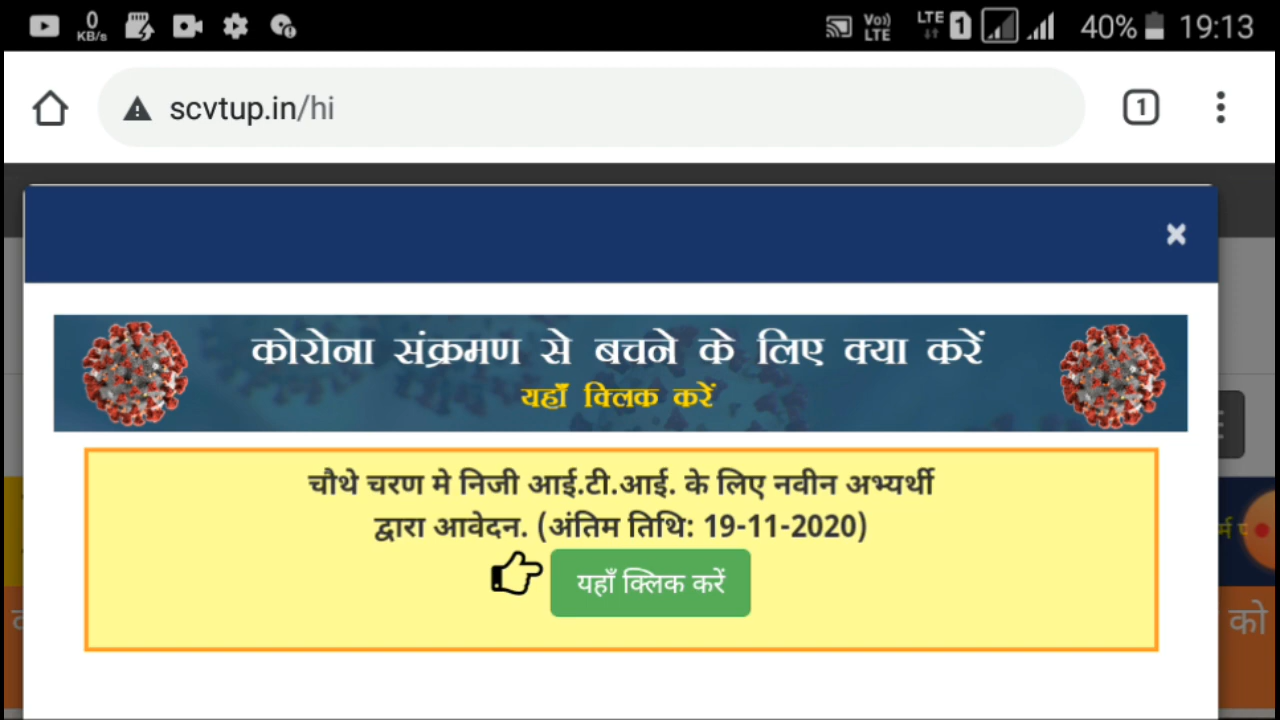 0
KB/s
Vo))
LTE
LTE
1
40%
19:13
scvtup.in/hi
1
कोरोना संक्रमण से बचने के लिए क्या करें
यहाँ क्लिक करें
चौथे चरण मे निजी आई.टी.आई. के लिए नवीन अभ्यर्थी
द्वारा आवेदन. (अंतिम तिथि: 19-11-2020)
यहाँ क्लिक करें
को